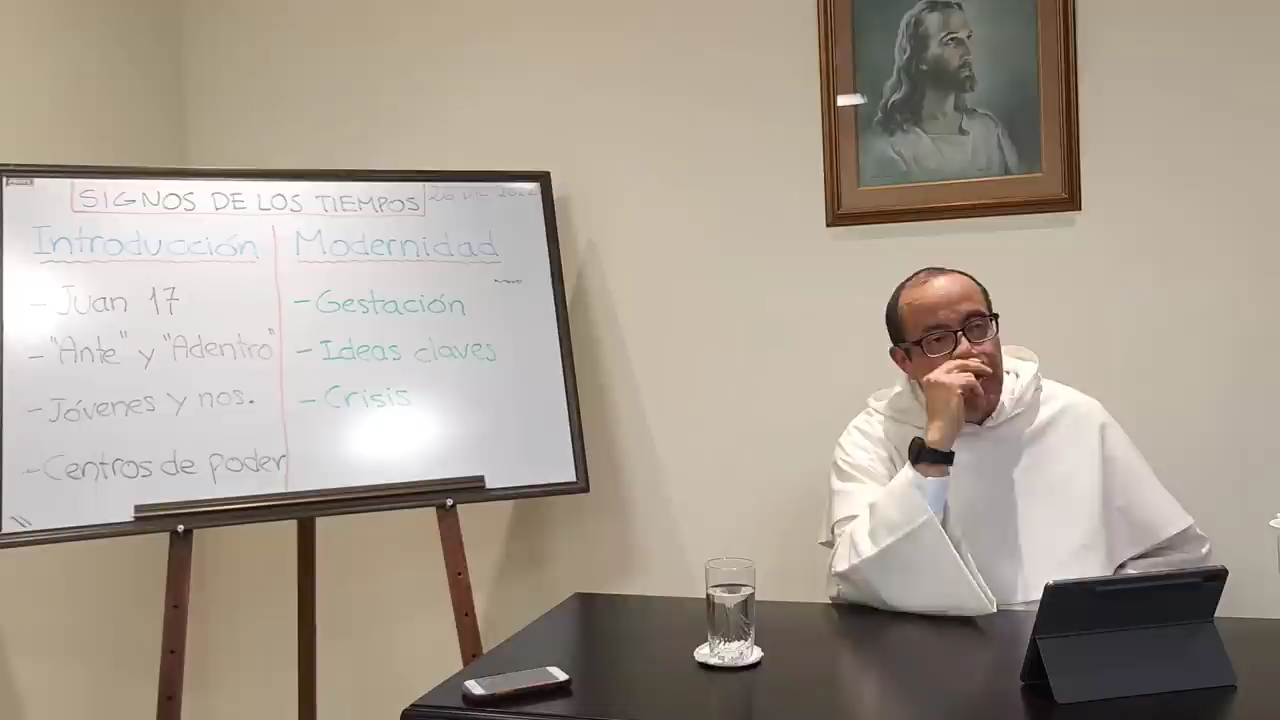 SIGNOS DE LOS TIEMPOS
Introducción
- Juan 17
- "Ante" y "Adentro"
- Jóvenes y nos.
- Centros de poder
Modernidad
- Gestación
- Ideas claves
- Crisis